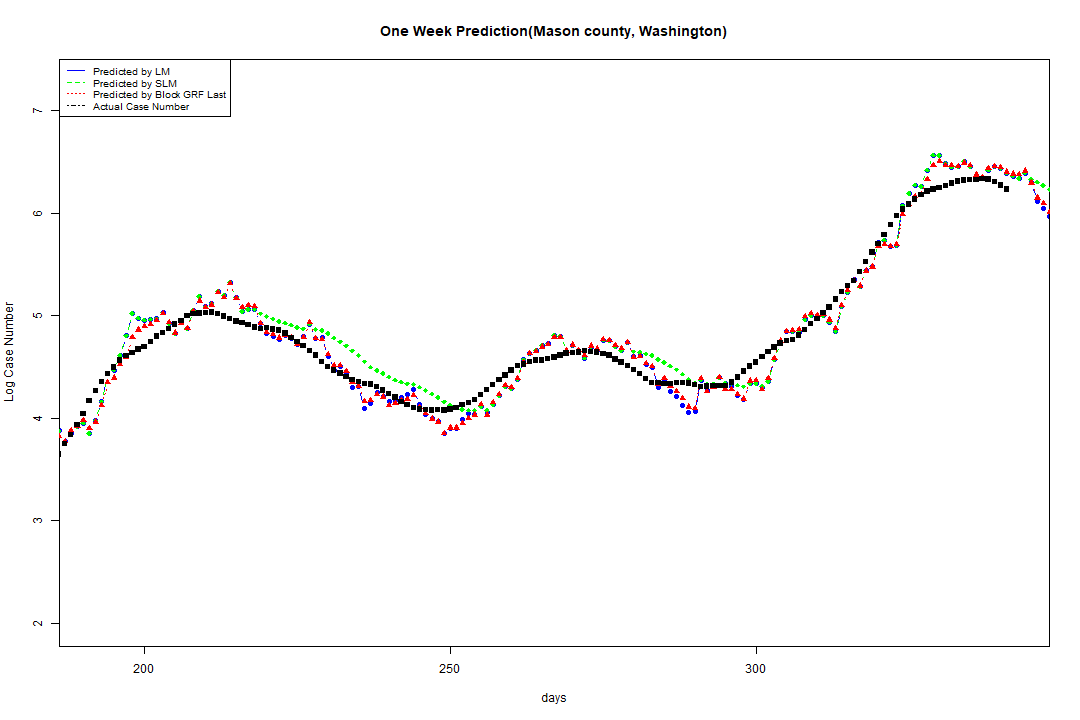 One Week Prediction(Mason county, Washington)
Predicted by LM
Predicted by SLM
Predicted by Block GRF Last
Actual Case Number
7
6
5
4
3
2
Log Case Number
200 250 300
days